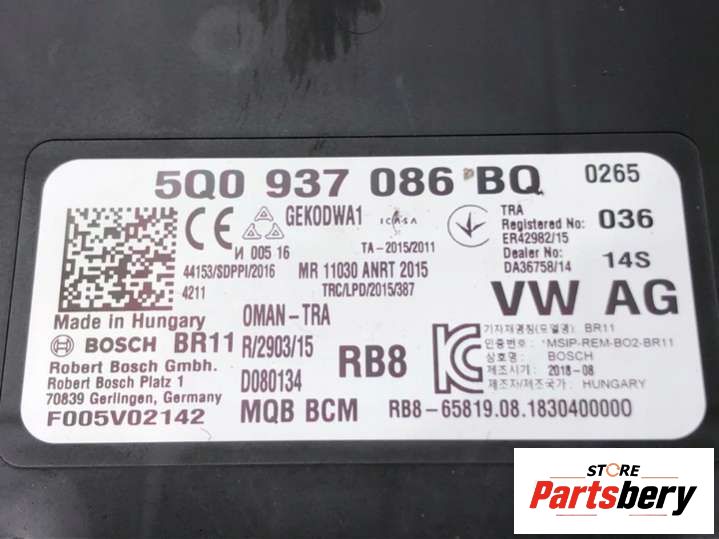 5Q0 937 086 BQ 0265
GEKODWA1
ICASA
TRA
Registered No:
ER42982/15
036
И 005 16
TA - 2015/2011
Dealer No:
DA36758/14
14S
44153/SDPPI/2016
4211
MR 11030 ANRT 2015
TRC/LPD/2015/387
VW AG
Made in Hungary
OMAN-TRA
BOSCH BR11
R/2903/15
RB8
기자재명칭(모델명): BR11
인증번호: MSIP-REM-BO2-BR11
상호명: BOSCH
제조시기: 2018-08
제조자/제조국가: HUNGARY
Robert Bosch Gmbh.
Robert Bosch Platz 1
70839 Gerlingen, Germany
D080134
F005V02142
MQB BCM
RB8-65819.08.1830400000
STORE
Partsbery